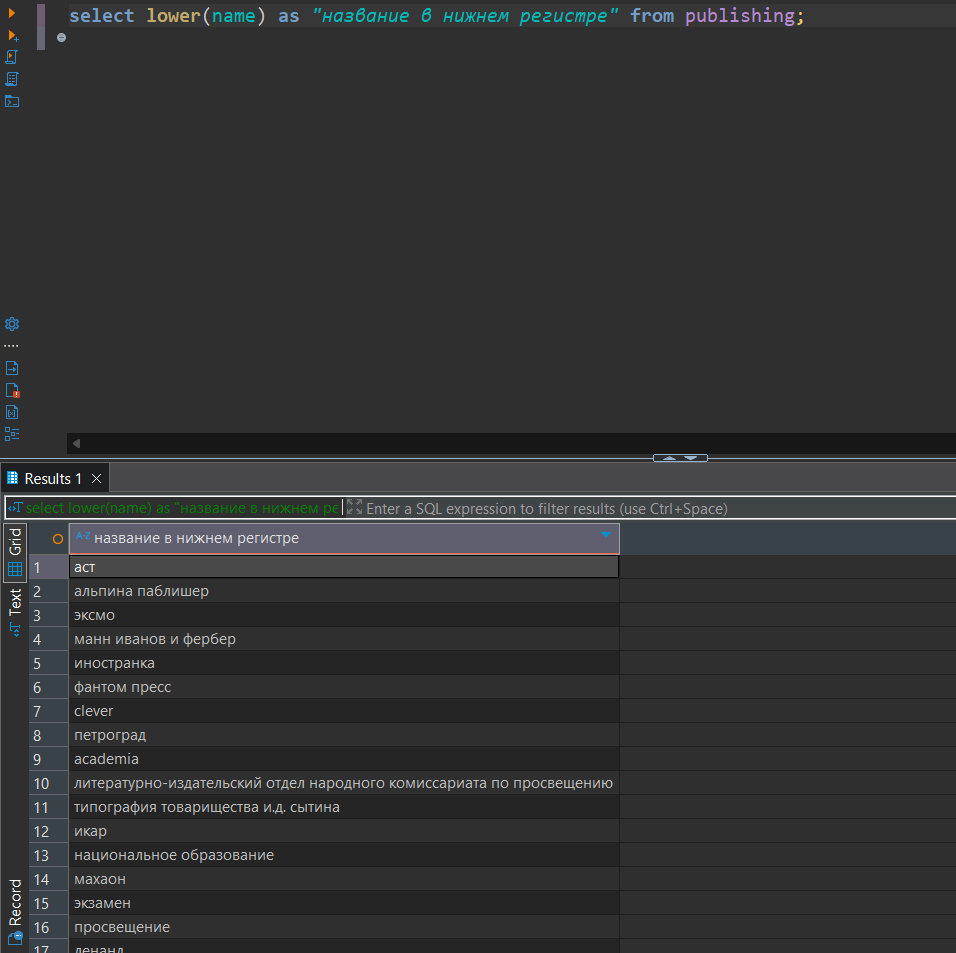 select lower(name) as "название в нижнем регистре" from publishing;
Results 1
select lower(name) as "название в нижнем ре
Enter a SQL expression to filter results (use Ctrl+Space)
Grid
Text
Record
A-Z название в нижнем регистре
1 аст
2 альпина паблишер
3 эксмо
4 манн иванов и фербер
5 иностранка
6 фантом пресс
7 clever
8 петроград
9 academia
10 литературно-издательский отдел народного комиссариата по просвещению
11 типография товарищества и.д. сытина
12 икар
13 национальное образование
14 махаон
15 экзамен
16 просвещение
17 ленанд